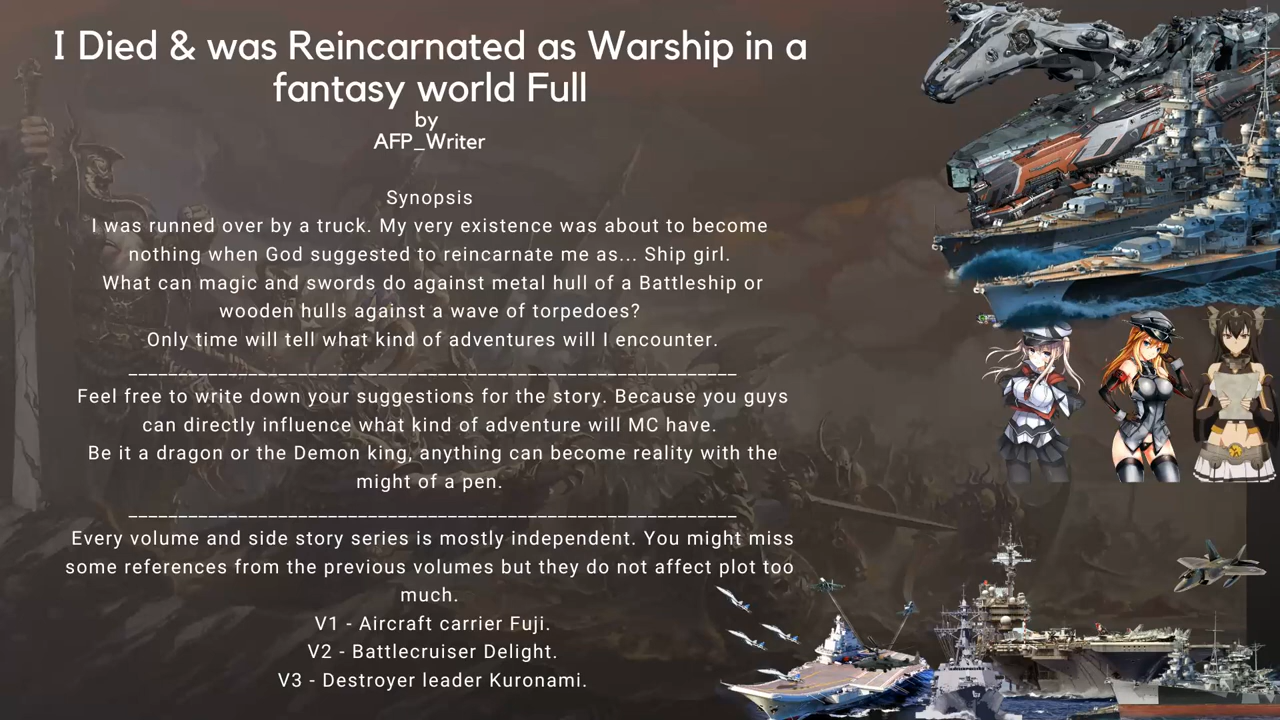 I Died & was Reincarnated as Warship in a
fantasy world Full
by
AFP_Writer
Synopsis
I was runned over by a truck. My very existence was about to become
nothing when God suggested to reincarnate me as... Ship girl.
What can magic and swords do against metal hull of a Battleship or
wooden hulls against a wave of torpedoes?
Only time will tell what kind of adventures will I encounter.
_____________________________________________________________
Feel free to write down your suggestions for the story. Because you guys
can directly influence what kind of adventure will MC have.
Be it a dragon or the Demon king, anything can become reality with the
might of a pen.
_____________________________________________________________
Every volume and side story series is mostly independent. You might miss
some references from the previous volumes but they do not affect plot too
much.
V1 - Aircraft carrier Fuji.
V2 - Battlecruiser Delight.
V3 - Destroyer leader Kuronami.